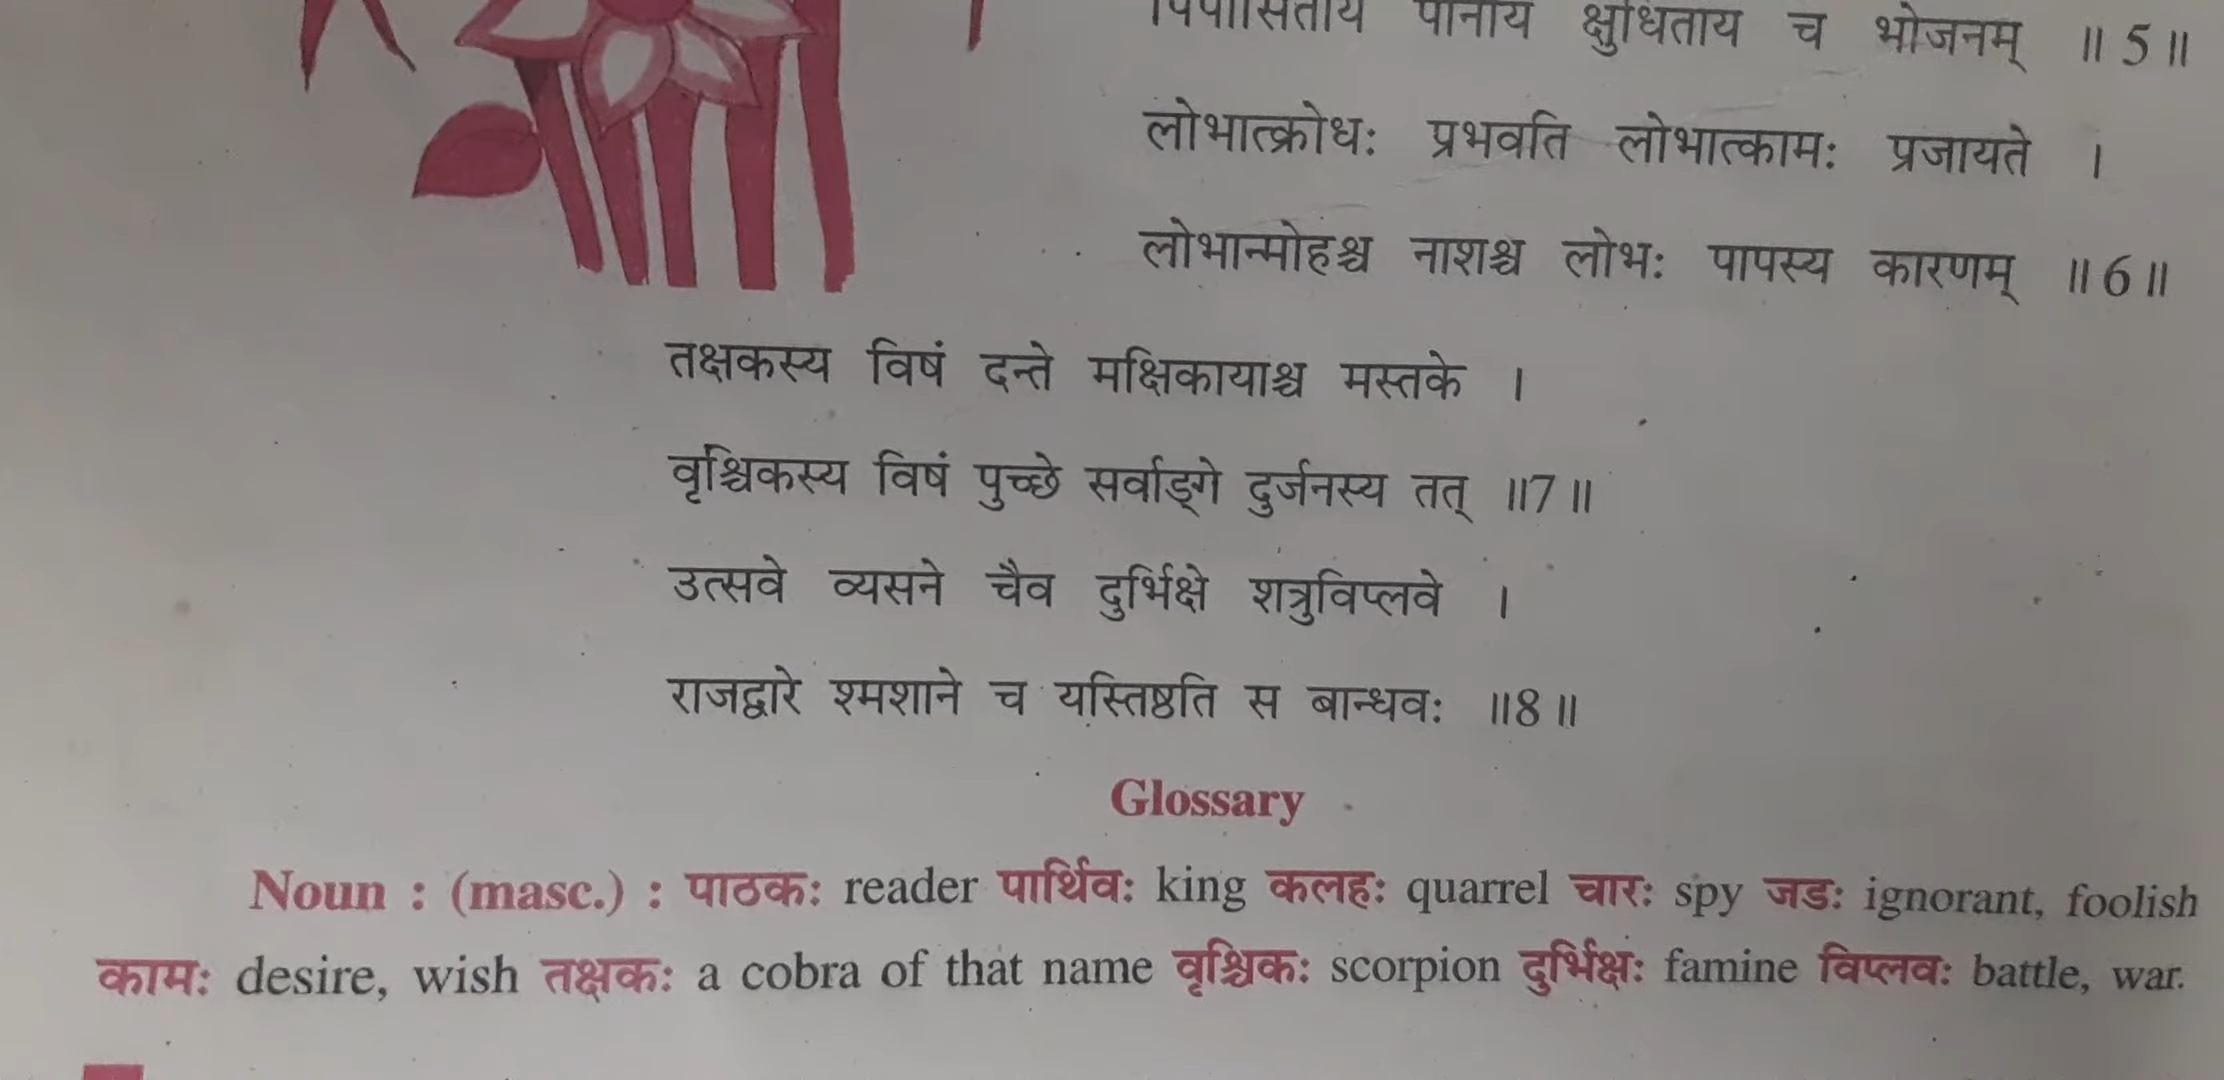 पिपासिताय पानाय क्षुधिताय च भोजनम् ॥ 5 ॥
लोभात्क्रोधः प्रभवति लोभात्कामः प्रजायते ।
लोभान्मोहश्च नाशश्च लोभः पापस्य कारणम् ॥ 6 ॥
तक्षकस्य विषं दन्ते मक्षिकायाश्च मस्तके ।
वृश्चिकस्य विषं पुच्छे सर्वाङ्गे दुर्जनस्य तत् ॥7॥
उत्सवे व्यसने चैव दुर्भिक्षे शत्रुविप्लवे ।
राजद्वारे श्मशाने च यस्तिष्ठति स बान्धवः ॥8॥
Glossary
Noun : (masc.) : पाठकः reader पार्थिवः king कलहः quarrel चारः spy जडः ignorant, foolish
कामः desire, wish तक्षकः a cobra of that name वृश्चिकः scorpion दुर्भिक्षः famine विप्लवः battle, war.